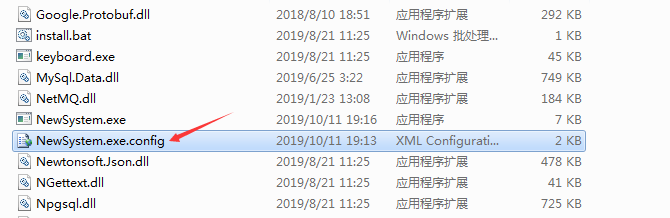 Google.Protobuf.dll 2018/8/10 18:51 应用程序扩展 292 KB
install.bat 2019/8/21 11:25 Windows 批处理... 1 KB
keyboard.exe 2019/8/21 11:25 应用程序 45 KB
MySql.Data.dll 2019/6/25 3:22 应用程序扩展 749 KB
NetMQ.dll 2019/1/23 13:08 应用程序扩展 184 KB
NewSystem.exe 2019/10/11 19:16 应用程序 7 KB
NewSystem.exe.config 2019/10/11 19:13 XML Configurati... 2 KB
Newtonsoft.Json.dll 2019/8/21 11:25 应用程序扩展 478 KB
NGettext.dll 2019/8/21 11:25 应用程序扩展 41 KB
Npgsql.dll 2019/8/21 11:25 应用程序扩展 725 KB